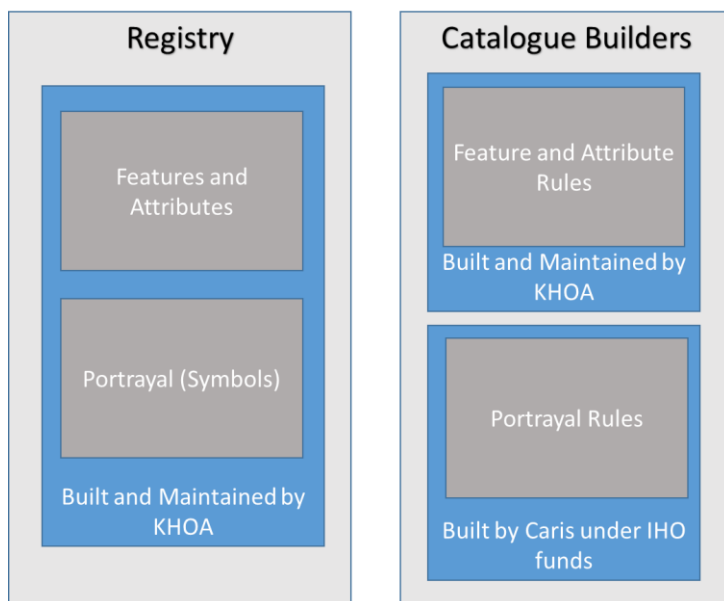 Registry
Features and
Attributes
Portrayal (Symbols)
Built and Maintained by
KHOA
Catalogue Builders
Feature and Attribute
Rules
Built and Maintained by
KHOA
Portrayal Rules
Built by Caris under IHO
funds